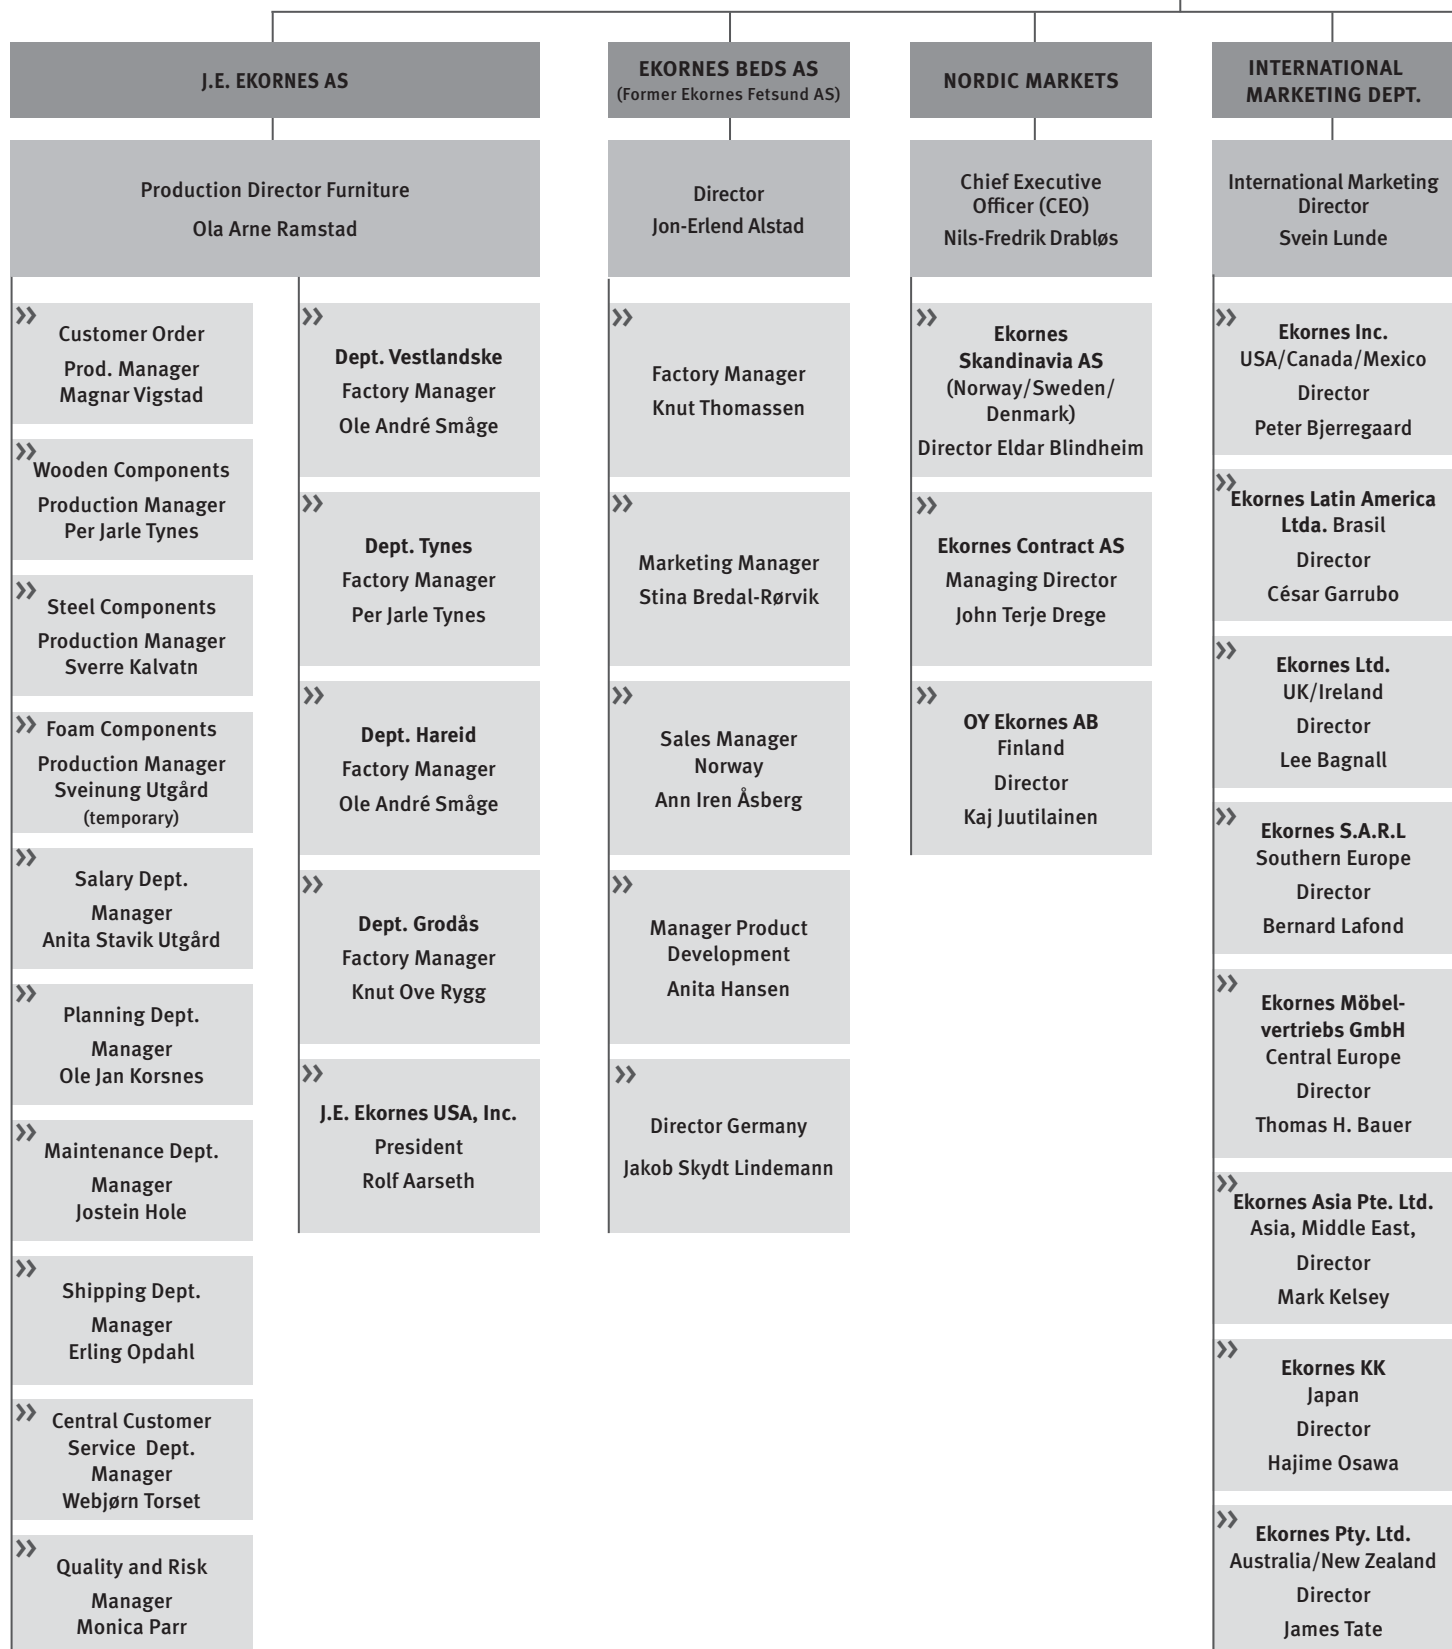 J.E. EKORNES AS
Production Director Furniture
Ola Arne Ramstad
»
Customer Order
Prod. Manager
Magnar Vigstad
»
Wooden Components
Production Manager
Per Jarle Tynes
»
Steel Components
Production Manager
Sverre Kalvatn
»
Foam Components
Production Manager
Sveinung Utgård
(temporary)
»
Salary Dept.
Manager
Anita Stavik Utgård
»
Planning Dept.
Manager
Ole Jan Korsnes
»
Maintenance Dept.
Manager
Jostein Hole
»
Shipping Dept.
Manager
Erling Opdahl
»
Central Customer
Service Dept.
Manager
Webjørn Torset
»
Quality and Risk
Manager
Monica Parr
»
Dept. Vestlandske
Factory Manager
Ole André Småge
»
Dept. Tynes
Factory Manager
Per Jarle Tynes
»
Dept. Hareid
Factory Manager
Ole André Småge
»
Dept. Grodås
Factory Manager
Knut Ove Rygg
»
J.E. Ekornes USA, Inc.
President
Rolf Aarseth
EKORNES BEDS AS
(Former Ekornes Fetsund AS)
Director
Jon-Erlend Alstad
»
Factory Manager
Knut Thomassen
»
Marketing Manager
Stina Bredal-Rørvik
»
Sales Manager
Norway
Ann Iren Åsberg
»
Manager Product
Development
Anita Hansen
»
Director Germany
Jakob Skydt Lindemann
NORDIC MARKETS
Chief Executive
Officer (CEO)
Nils-Fredrik Drabløs
»
Ekornes
Skandinavia AS
(Norway/Sweden/
Denmark)
Director Eldar Blindheim
»
Ekornes Contract AS
Managing Director
John Terje Drege
»
OY Ekornes AB
Finland
Director
Kaj Juutilainen
INTERNATIONAL
MARKETING DEPT.
International Marketing
Director
Svein Lunde
»
Ekornes Inc.
USA/Canada/Mexico
Director
Peter Bjerregaard
»
Ekornes Latin America
Ltda. Brasil
Director
César Garrubo
»
Ekornes Ltd.
UK/Ireland
Director
Lee Bagnall
»
Ekornes S.A.R.L
Southern Europe
Director
Bernard Lafond
»
Ekornes Möbel-
vertriebs GmbH
Central Europe
Director
Thomas H. Bauer
»
Ekornes Asia Pte. Ltd.
Asia, Middle East,
Director
Mark Kelsey
»
Ekornes KK
Japan
Director
Hajime Osawa
»
Ekornes Pty. Ltd.
Australia/New Zealand
Director
James Tate